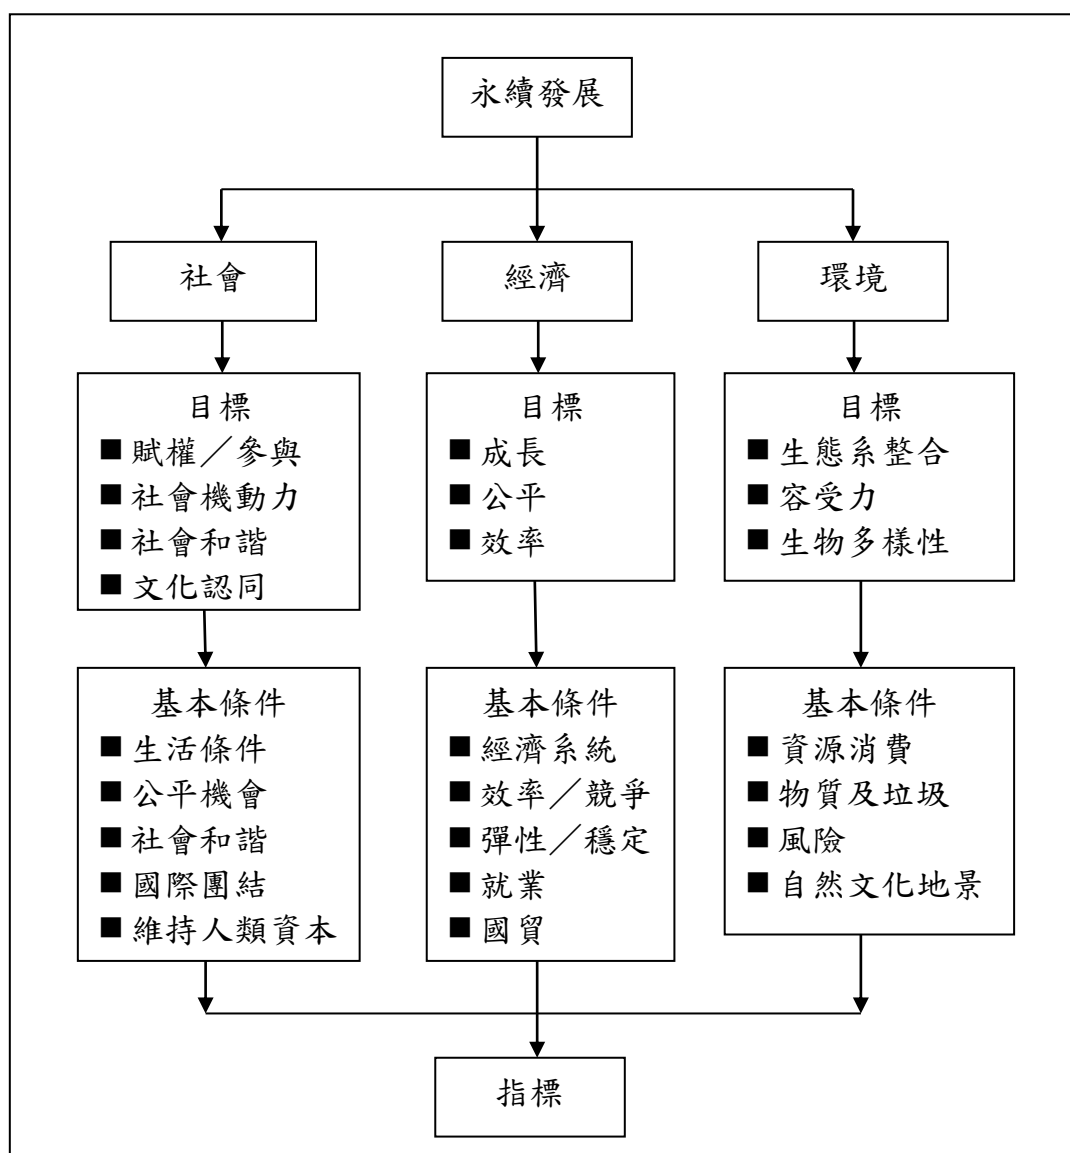 永續發展
社會
經濟
環境
目標
■ 賦權／參與
■ 社會機動力
■ 社會和諧
■ 文化認同
目標
■ 成長
■ 公平
■ 效率
目標
■ 生態系整合
■ 容受力
■ 生物多樣性
基本條件
■ 生活條件
■ 公平機會
■ 社會和諧
■ 國際團結
■ 維持人類資本
基本條件
■ 經濟系統
■ 效率／競爭
■ 彈性／穩定
■ 就業
■ 國貿
基本條件
■ 資源消費
■ 物質及垃圾
■ 風險
■ 自然文化地景
指標